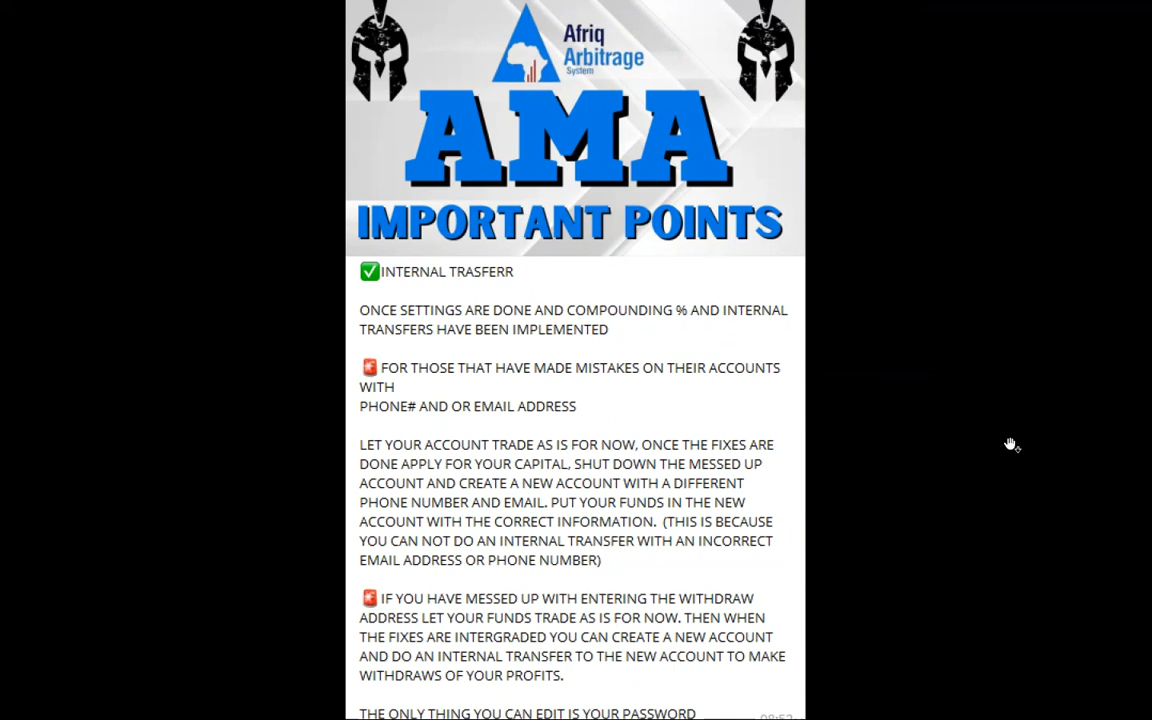 Afriq
Arbitrage
System
AMA
IMPORTANT POINTS
✅INTERNAL TRASFERR
ONCE SETTINGS ARE DONE AND COMPOUNDING % AND INTERNAL
TRANSFERS HAVE BEEN IMPLEMENTED
🚨FOR THOSE THAT HAVE MADE MISTAKES ON THEIR ACCOUNTS
WITH
PHONE# AND OR EMAIL ADDRESS
LET YOUR ACCOUNT TRADE AS IS FOR NOW, ONCE THE FIXES ARE
DONE APPLY FOR YOUR CAPITAL, SHUT DOWN THE MESSED UP
ACCOUNT AND CREATE A NEW ACCOUNT WITH A DIFFERENT
PHONE NUMBER AND EMAIL. PUT YOUR FUNDS IN THE NEW
ACCOUNT WITH THE CORRECT INFORMATION.  (THIS IS BECAUSE
YOU CAN NOT DO AN INTERNAL TRANSFER WITH AN INCORRECT
EMAIL ADDRESS OR PHONE NUMBER)
🚨IF YOU HAVE MESSED UP WITH ENTERING THE WITHDRAW
ADDRESS LET YOUR FUNDS TRADE AS IS FOR NOW. THEN WHEN
THE FIXES ARE INTERGRADED YOU CAN CREATE A NEW ACCOUNT
AND DO AN INTERNAL TRANSFER TO THE NEW ACCOUNT TO MAKE
WITHDRAWS OF YOUR PROFITS.
THE ONLY THING YOU CAN EDIT IS YOUR PASSWORD